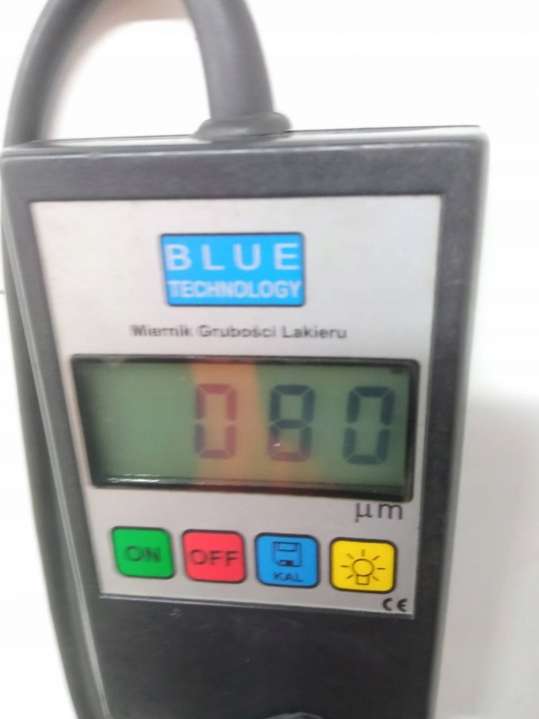 BLUE
TECHNOLOGY
Miernik Grubości Lakieru
080
µm
ON OFF KAL
CE